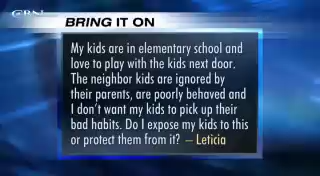 CBN
BRING IT ON
My kids are in elementary school and
love to play with the kids next door.
The neighbor kids are ignored by
their parents, are poorly behaved and
I don't want my kids to pick up their
bad habits. Do I expose my kids to this
or protect them from it? – Leticia